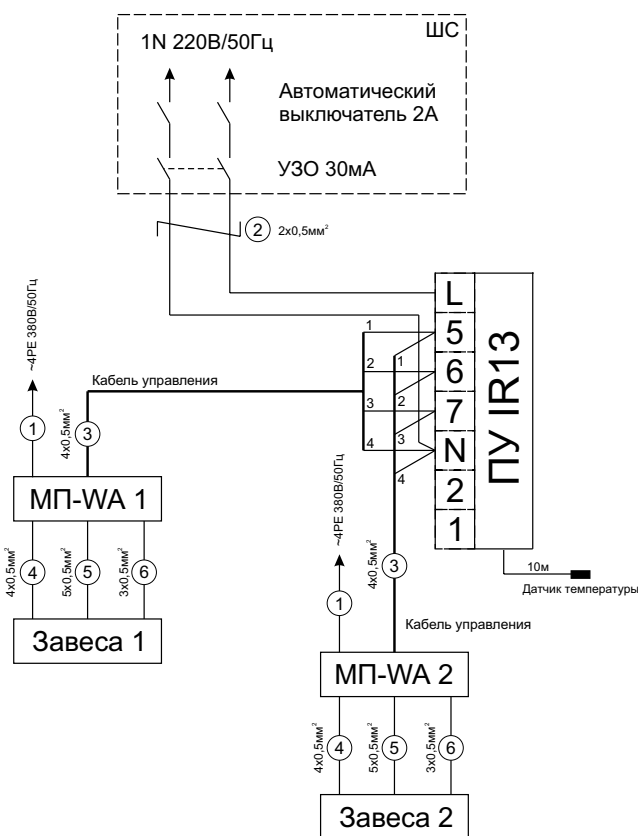 ШС
1N 220В/50Гц
Автоматический
выключатель 2А
УЗО 30мА
2
2х0,5мм²
L
5
6
7
N
2
1
ПУ IR13
1
2
3
4
1
2
3
4
10м
Датчик температуры
~4РЕ 380В/50Гц
Кабель управления
1
4х0,5мм²
3
МП-WA 1
4х0,5мм²
4
5х0,5мм²
5
3х0,5мм²
6
Завеса 1
~4РЕ 380В/50Гц
4х0,5мм²
3
1
Кабель управления
МП-WA 2
4х0,5мм²
4
5х0,5мм²
5
3х0,5мм²
6
Завеса 2